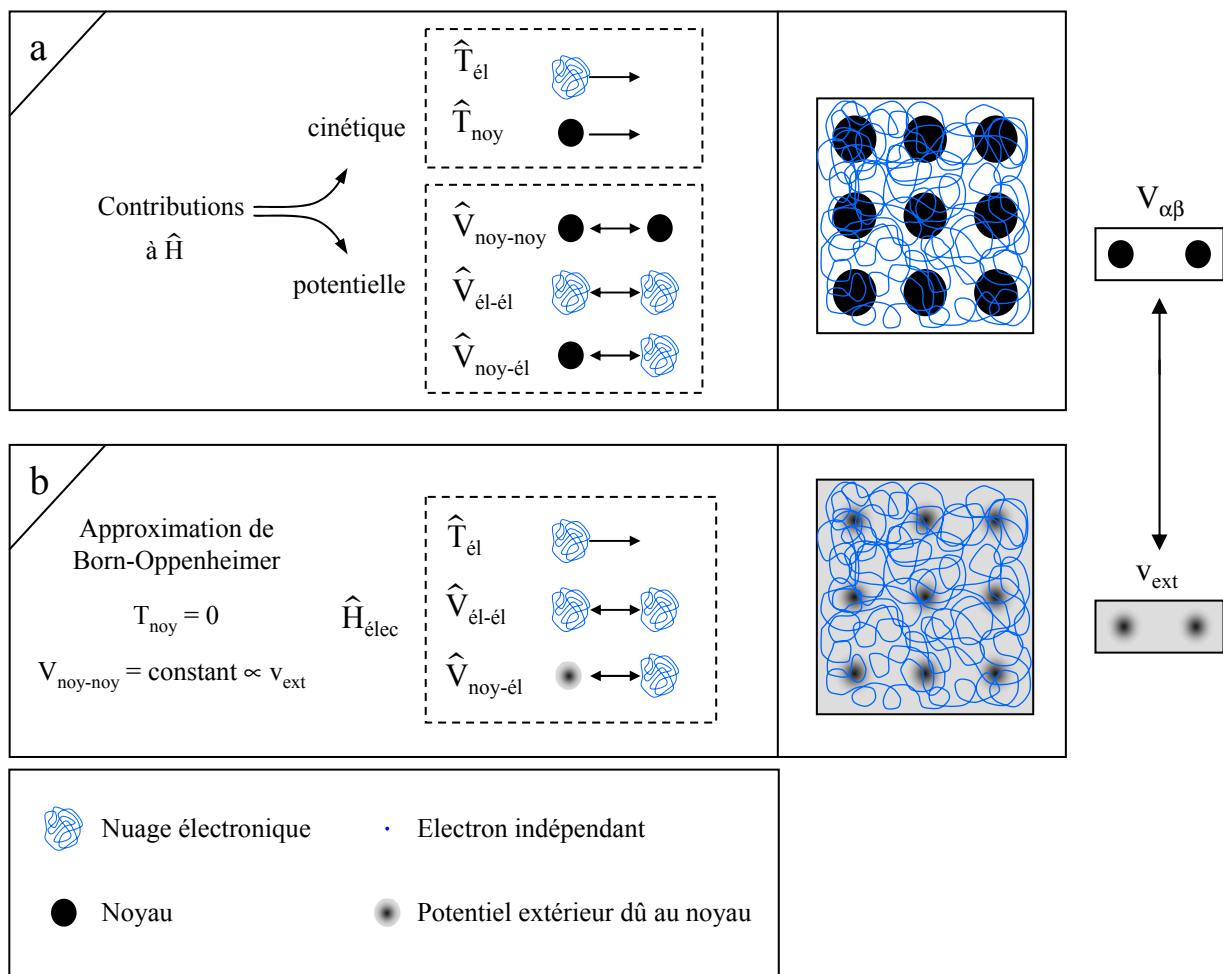 a
Contributions
à Ĥ
cinétique
potentielle
T̂él
T̂noy
V̂noy-noy
V̂él-él
V̂noy-él
Vαβ
b
Approximation de
Born-Oppenheimer
Tnoy = 0
Vnoy-noy = constant ∝ vext
Ĥélec
T̂él
V̂él-él
V̂noy-él
vext
Nuage électronique
Electron indépendant
Noyau
Potentiel extérieur dû au noyau